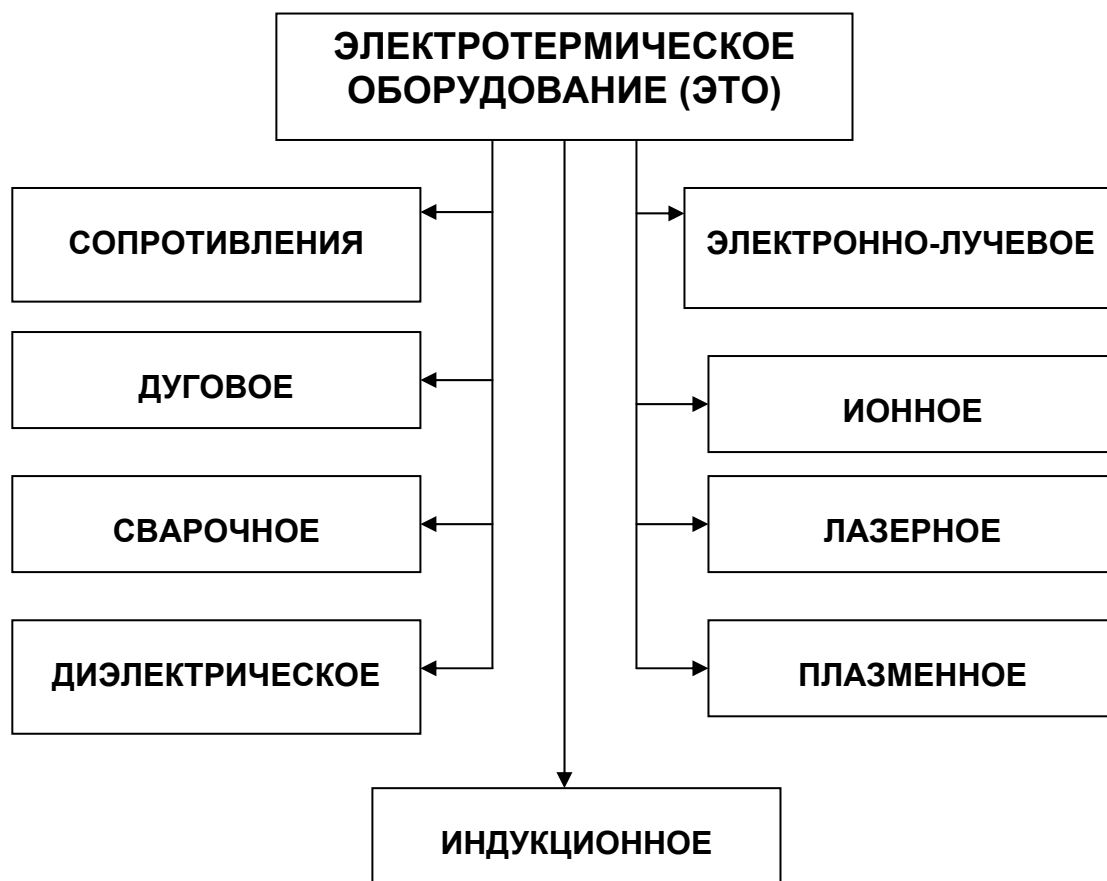 ЭЛЕКТРОТЕРМИЧЕСКОЕ
ОБОРУДОВАНИЕ (ЭТО)
СОПРОТИВЛЕНИЯ
ДУГОВОЕ
СВАРОЧНОЕ
ДИЭЛЕКТРИЧЕСКОЕ
ЭЛЕКТРОННО-ЛУЧЕВОЕ
ИОННОЕ
ЛАЗЕРНОЕ
ПЛАЗМЕННОЕ
ИНДУКЦИОННОЕ